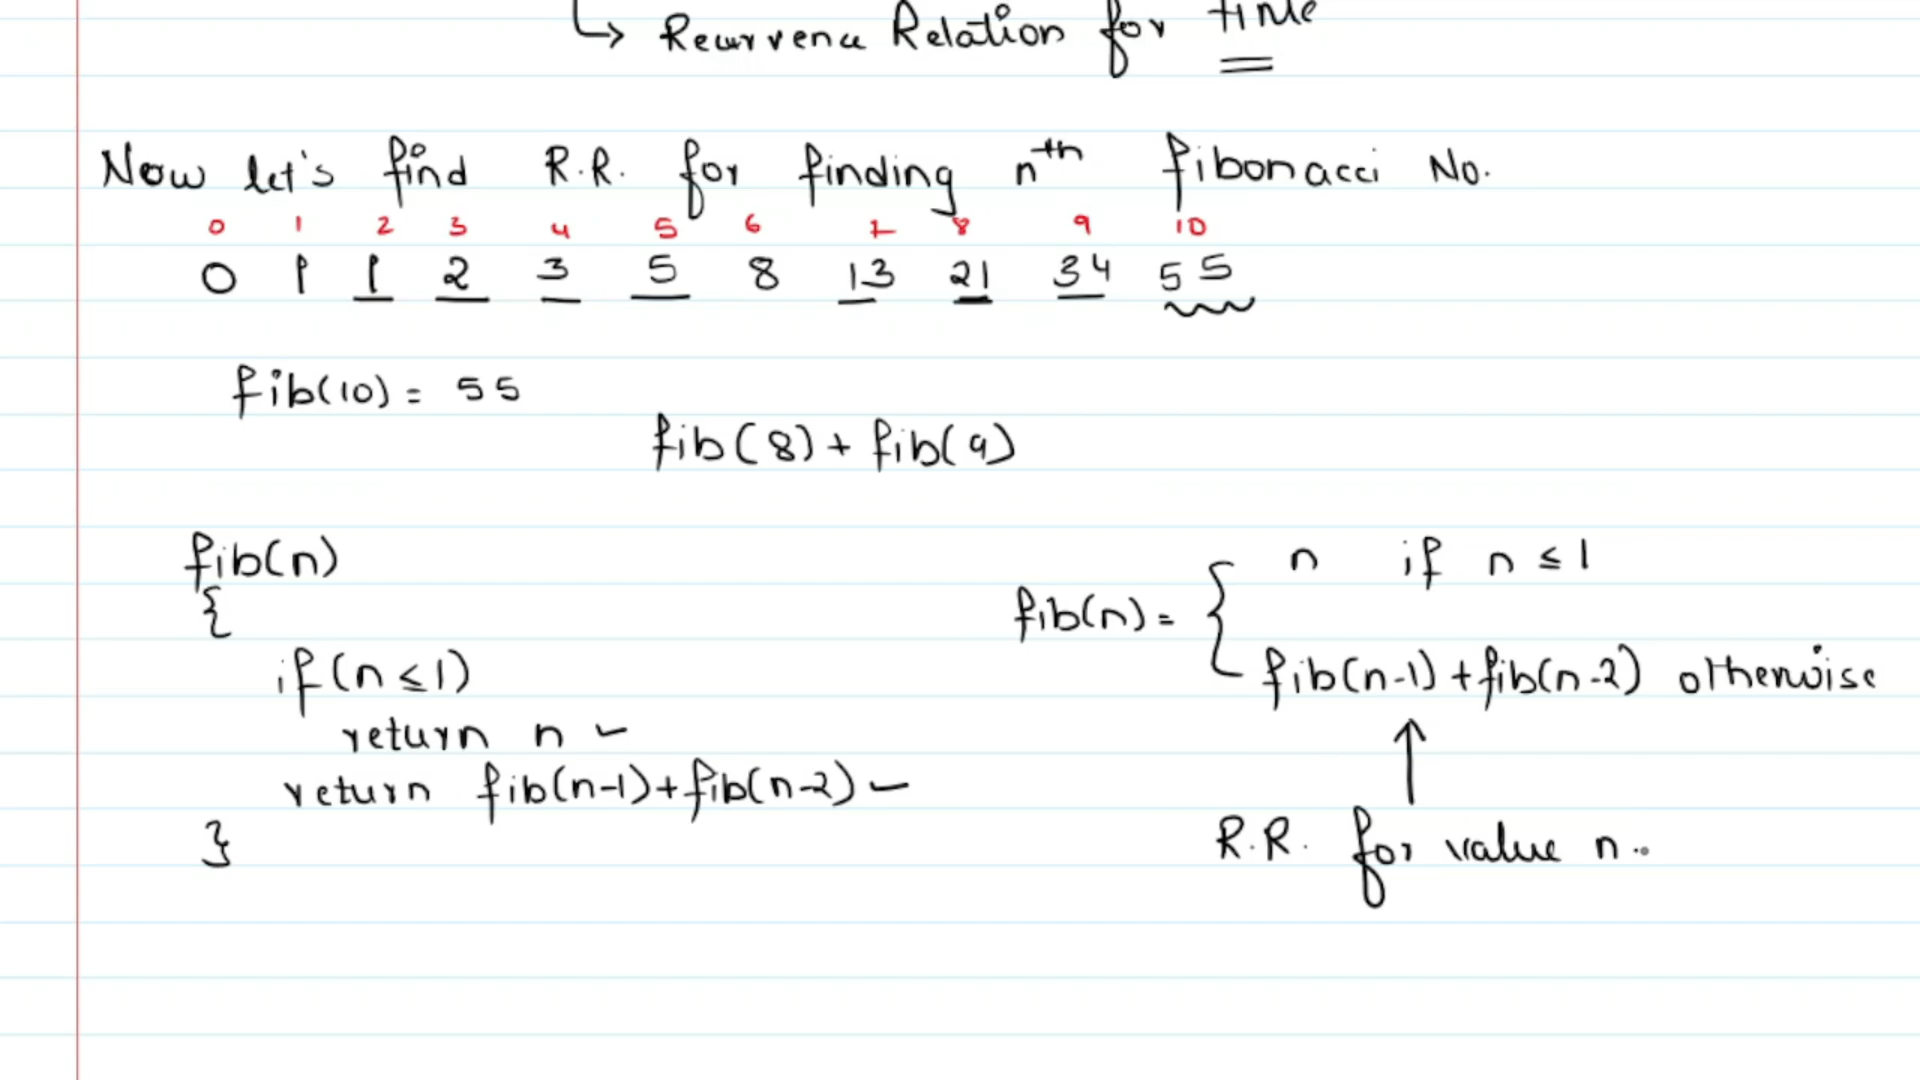 ↳ Recurrence Relation for time
Now let's find R.R. for finding nth fibonacci No.
0 1 2 3 4 5 6 7 8 9 10
0 1 1 2 3 5 8 13 21 34 55
fib(10) = 55
fib(8) + fib(9)
fib(n)
{
if(n ≤ 1)
return n
return fib(n-1)+fib(n-2)
}
fib(n) = { n if n ≤ 1
fib(n-1)+fib(n-2) otherwise
↑
R.R. for value n.